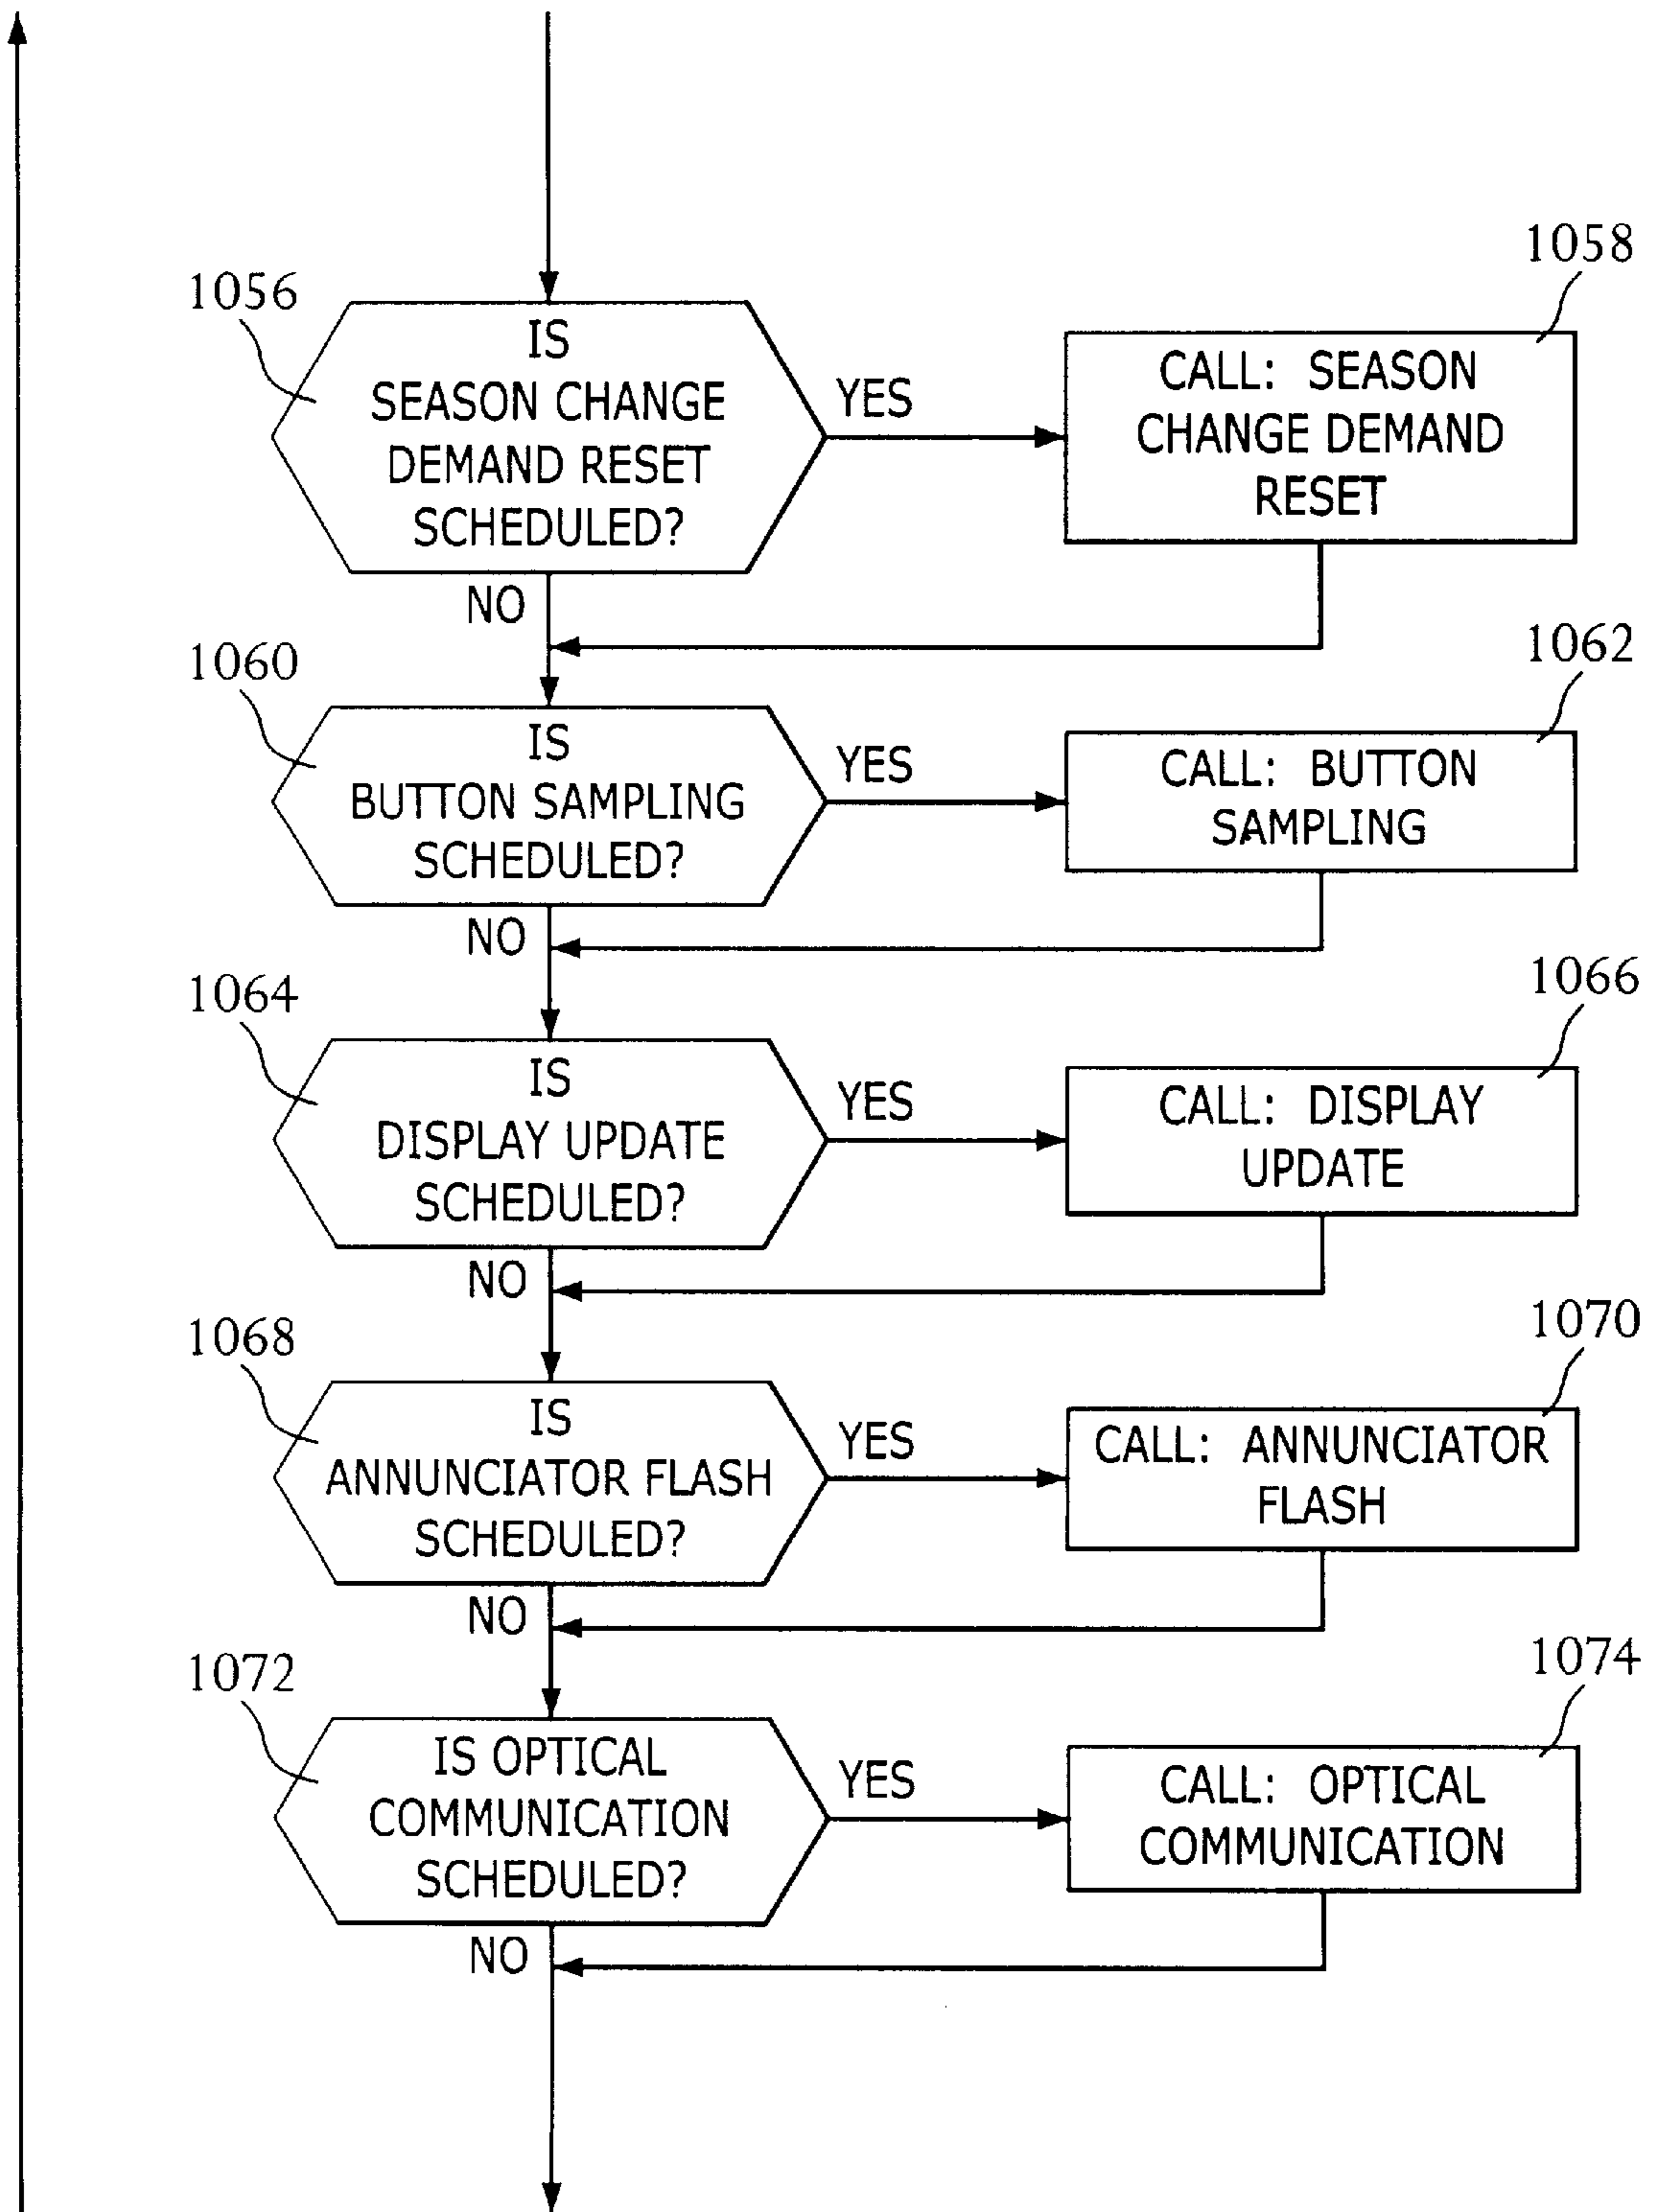 1058
1056
IS
SEASON CHANGE
DEMAND RESET
SCHEDULED?
YES
CALL: SEASON
CHANGE DEMAND
RESET
NO
1060
1062
IS
BUTTON SAMPLING
SCHEDULED?
YES
CALL: BUTTON
SAMPLING
NO
1064
1066
IS
DISPLAY UPDATE
SCHEDULED?
YES
CALL: DISPLAY
UPDATE
NO
1068
1070
IS
ANNUNCIATOR FLASH
SCHEDULED?
YES
CALL: ANNUNCIATOR
FLASH
NO
1072
1074
IS OPTICAL
COMMUNICATION
SCHEDULED?
YES
CALL: OPTICAL
COMMUNICATION
NO